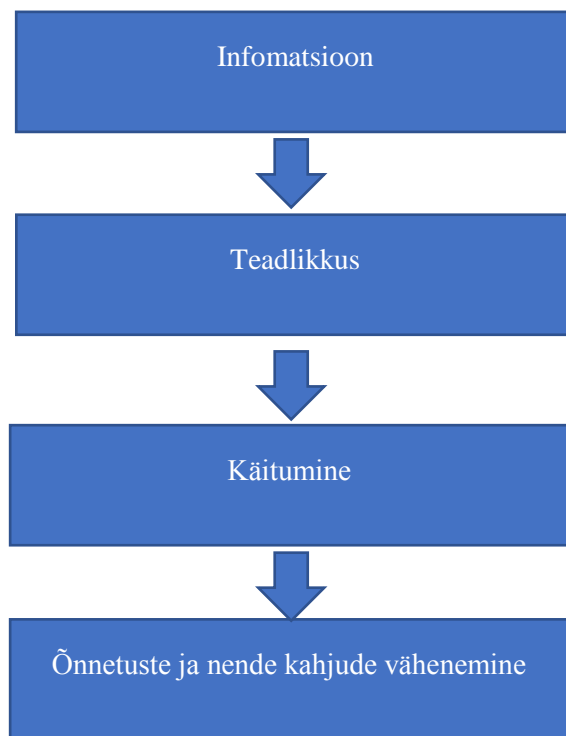 Infomatsioon
Teadlikkus
Käitumine
Õnnetuste ja nende kahjude vähenemine